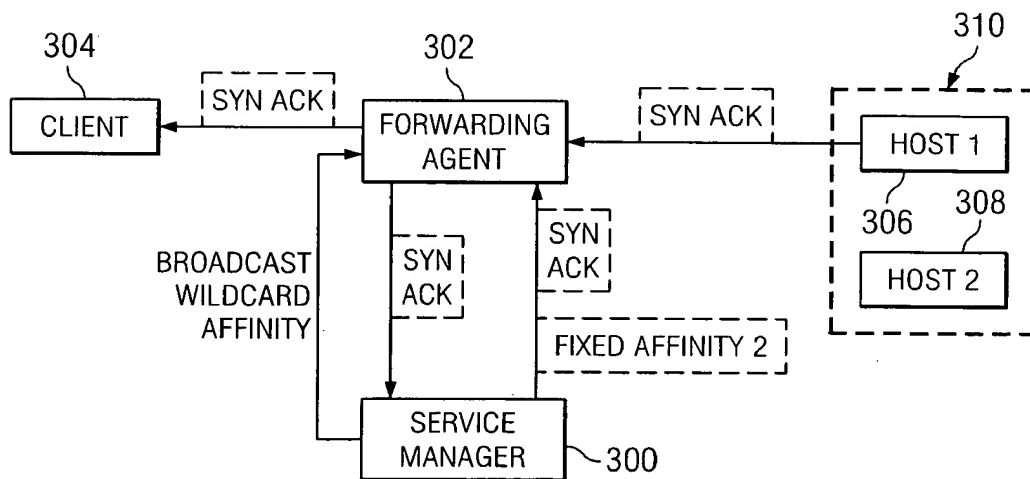 304
302
310
SYN ACK
SYN ACK
CLIENT
FORWARDING
AGENT
HOST 1
306
308
HOST 2
BROADCAST
WILDCARD
AFFINITY
SYN
ACK
SYN
ACK
FIXED AFFINITY 2
SERVICE
MANAGER
300